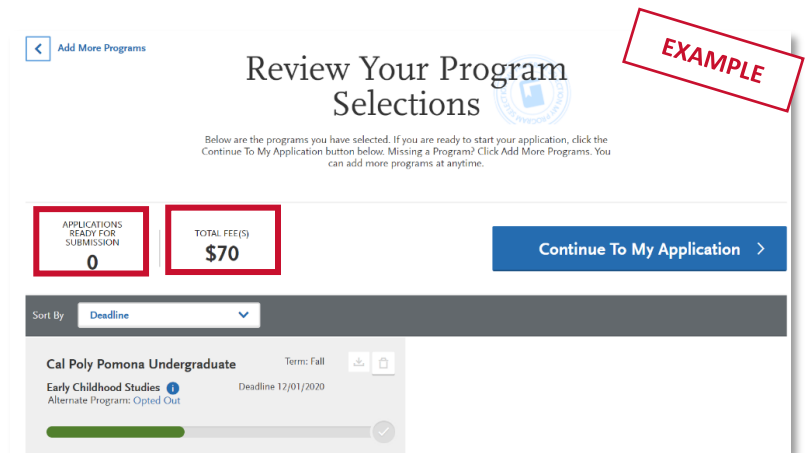 Add More Programs
EXAMPLE
Review Your Program
Selections
Below are the programs you have selected. If you are ready to start your application, click the
Continue To My Application button below. Missing a Program? Click Add More Programs. You
can add more programs at anytime.
APPLICATIONS
READY FOR
SUBMISSION
0
TOTAL FEE(S)
$70
Continue To My Application
Sort By Deadline
Cal Poly Pomona Undergraduate Term: Fall
Early Childhood Studies Deadline 12/01/2020
Alternate Program: Opted Out